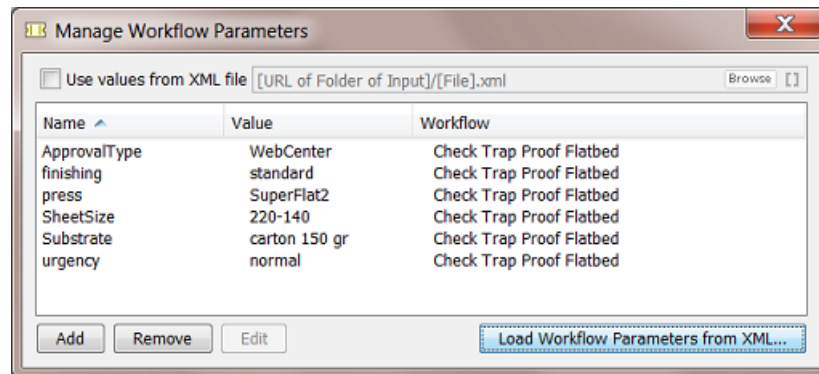 Manage Workflow Parameters
Use values from XML file [URL of Folder of Input]/[File].xml Browse []
Name Value Workflow
ApprovalType WebCenter Check Trap Proof Flatbed
finishing standard Check Trap Proof Flatbed
press SuperFlat2 Check Trap Proof Flatbed
SheetSize 220-140 Check Trap Proof Flatbed
Substrate carton 150 gr Check Trap Proof Flatbed
urgency normal Check Trap Proof Flatbed
Add Remove Edit Load Workflow Parameters from XML...